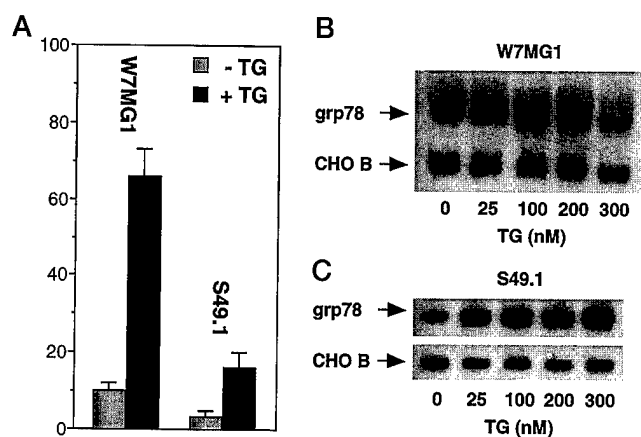 A
100
80
60
40
20
0
W7MG1
S49.1
- TG
+ TG
B
W7MG1
grp78
CHO B
0 25 100 200 300
TG (nM)
C
S49.1
grp78
CHO B
0 25 100 200 300
TG (nM)